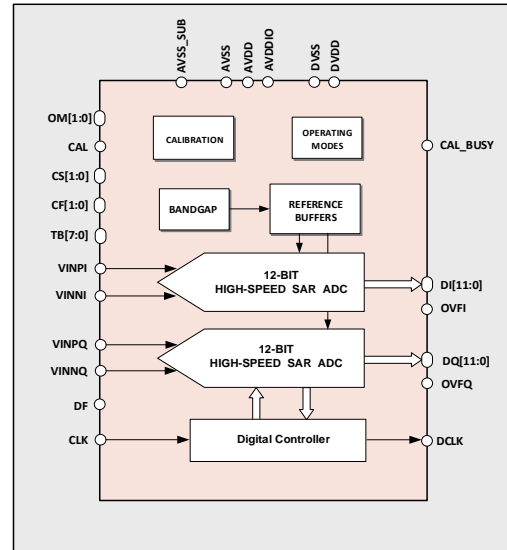 AVSS_SUB
AVSS
AVDD
AVDDIO
DVSS
DVDD
OM[1:0]
CAL
CS[1:0]
CF[1:0]
TB[7:0]
VINPI
VINNI
VINPQ
VINNQ
DF
CLK
CALIBRATION
OPERATING
MODES
BANDGAP
REFERENCE
BUFFERS
12-BIT
HIGH-SPEED SAR ADC
12-BIT
HIGH-SPEED SAR ADC
Digital Controller
CAL_BUSY
DI[11:0]
OVFI
DQ[11:0]
OVFQ
DCLK